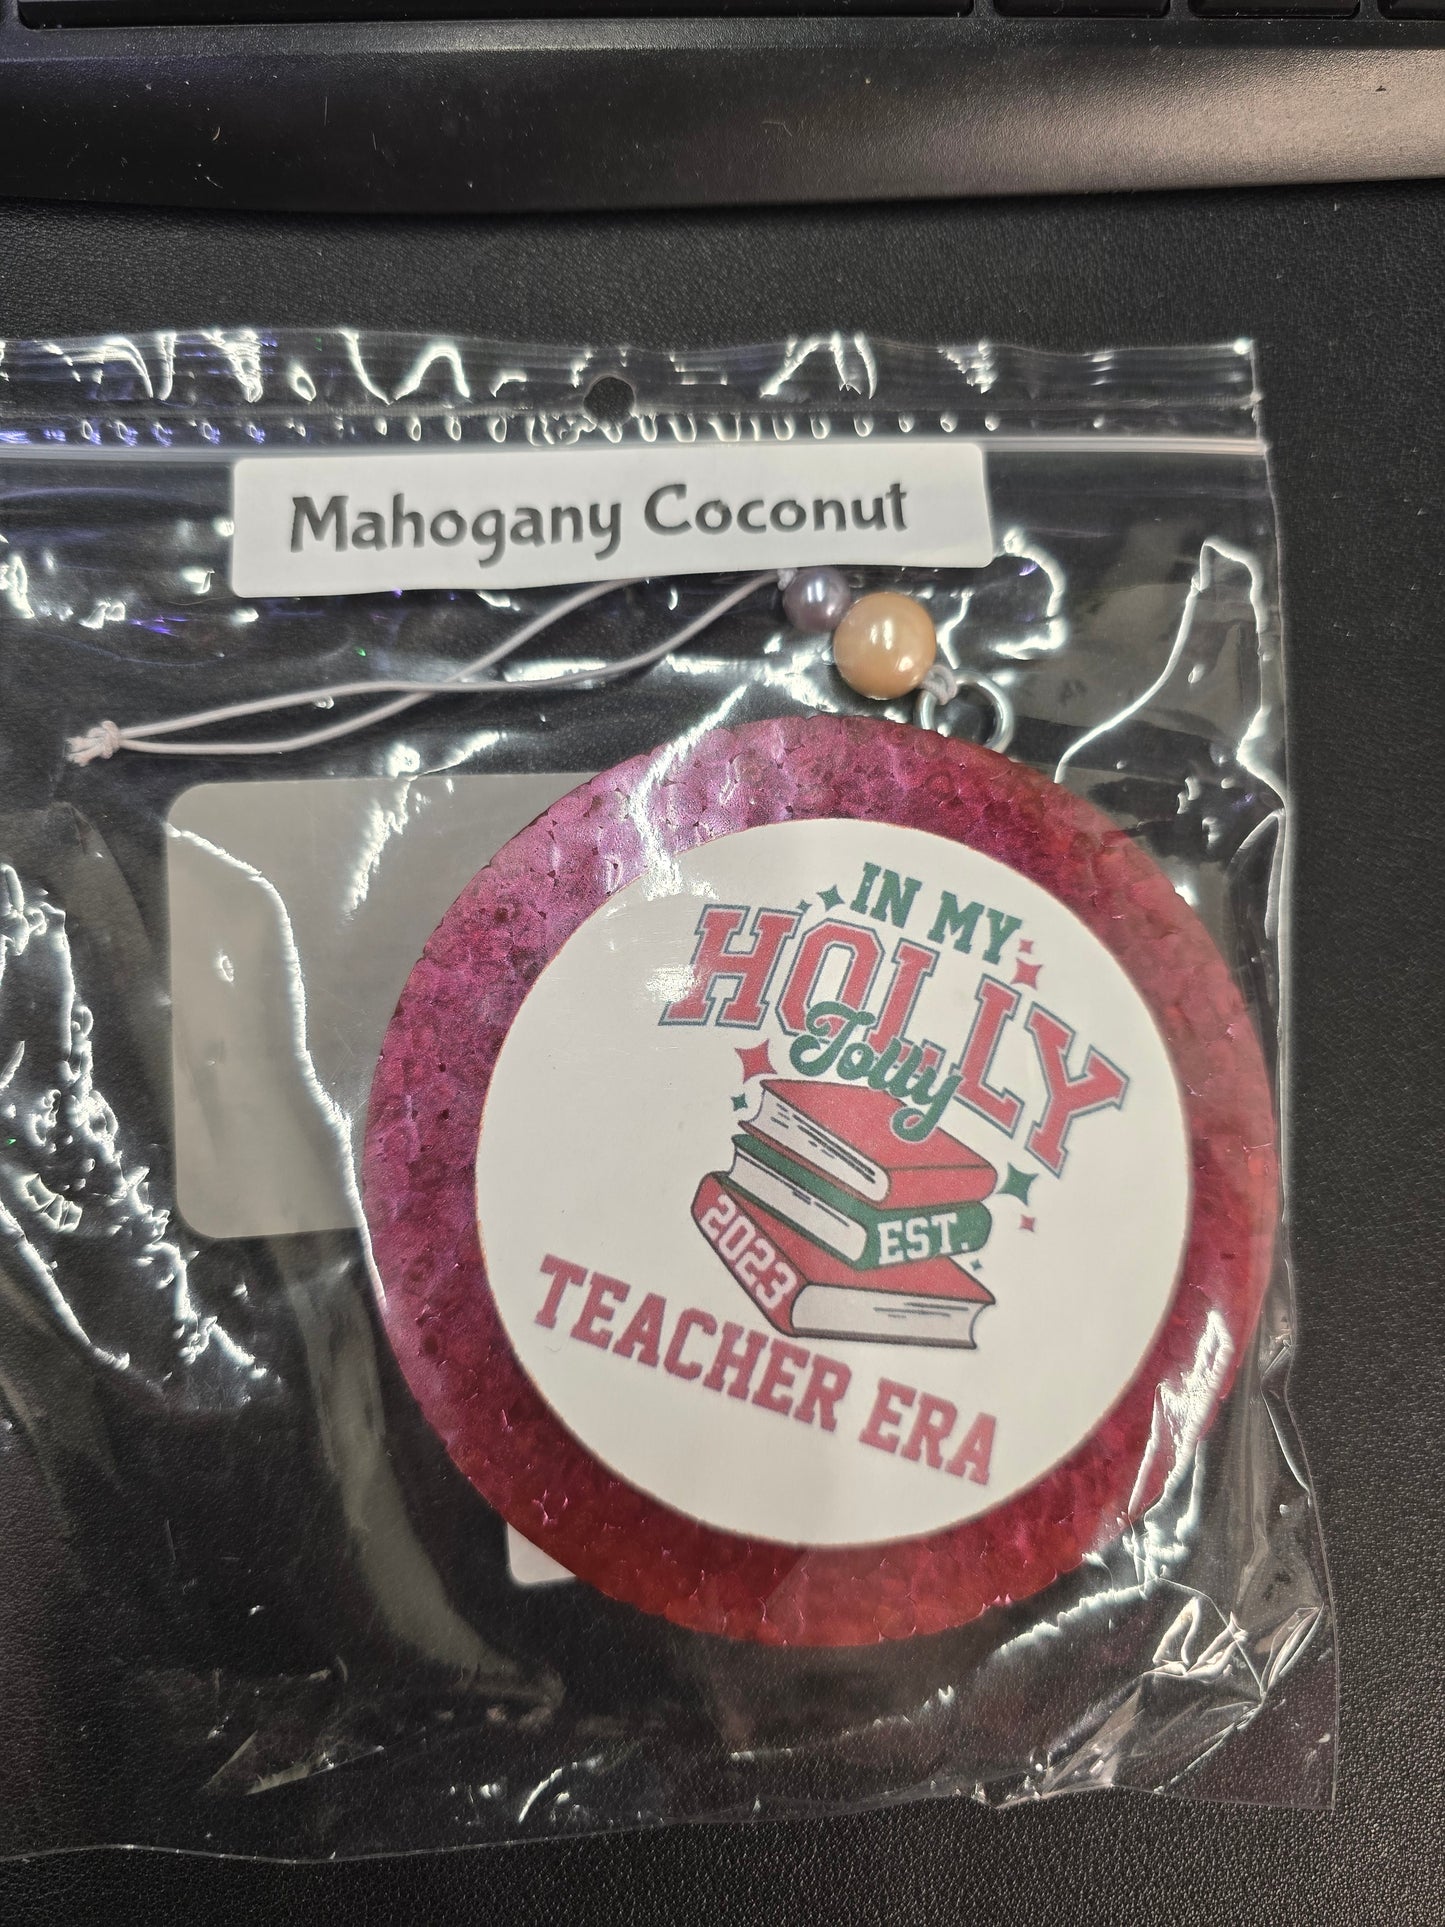 Mahogany Coconut
IN MY
HOLLY
Jolly
EST.
2023
TEACHER ERA